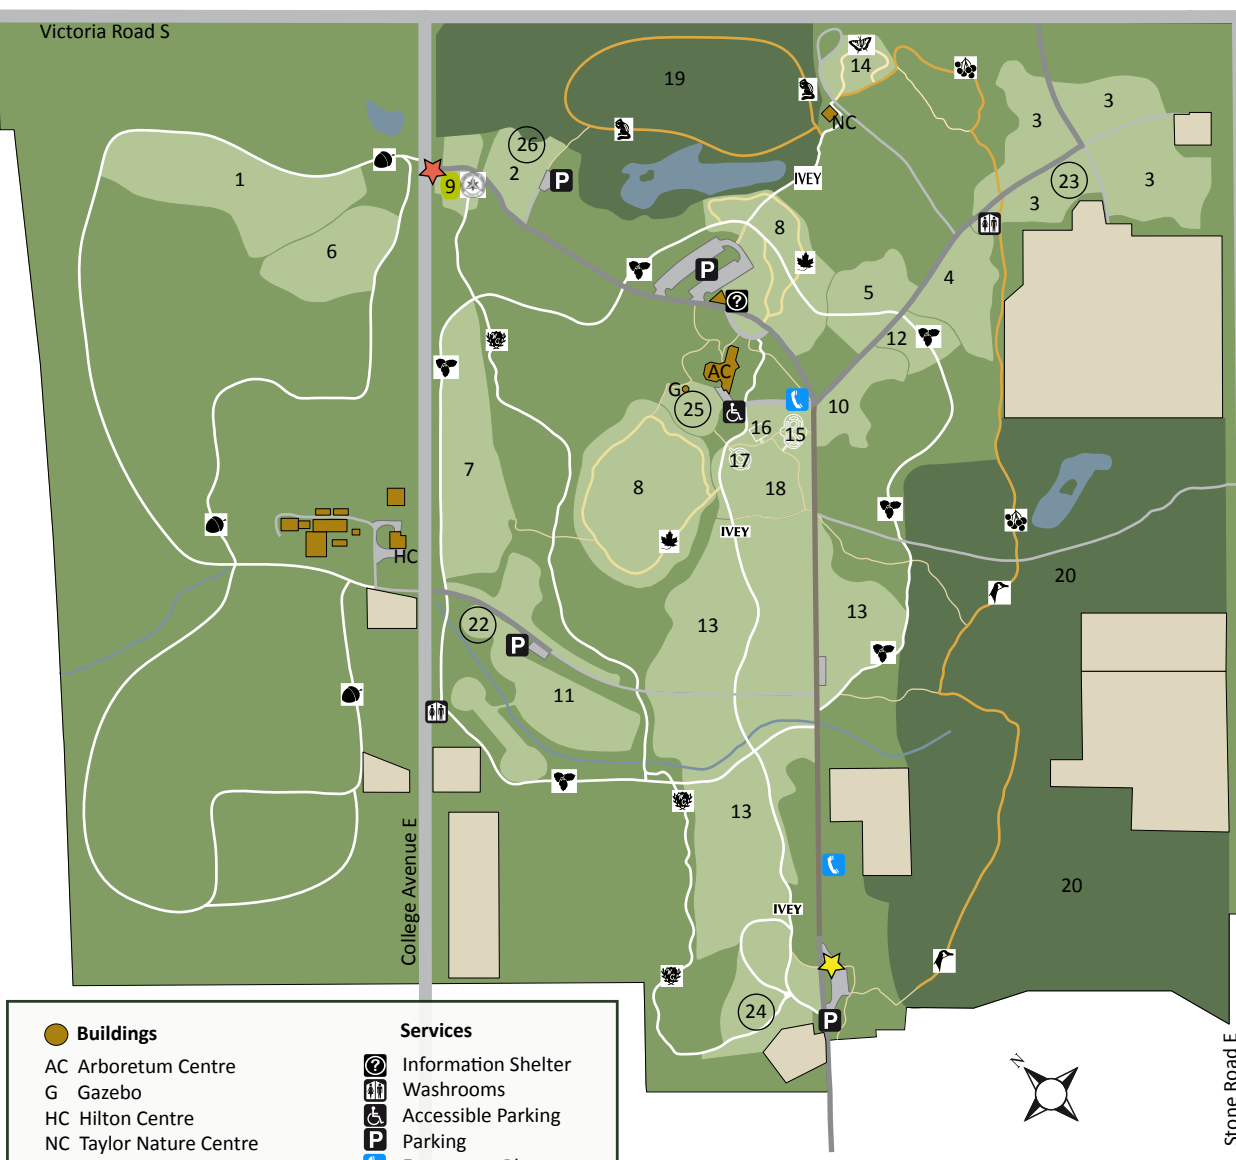 Victoria Road S
19
14
NC
3
3
26
2
P
1
9
IVEY
23
3
3
8
6
P
4
5
?
12
AC
G
25
10
16
15
7
17
8
18
IVEY
HC
20
22
P
13
13
11
13
College Avenue E
20
IVEY
24
P
N
Stone Road E
Buildings
AC Arboretum Centre
G Gazebo
HC Hilton Centre
NC Taylor Nature Centre
Services
? Information Shelter
Washrooms
Accessible Parking
P Parking